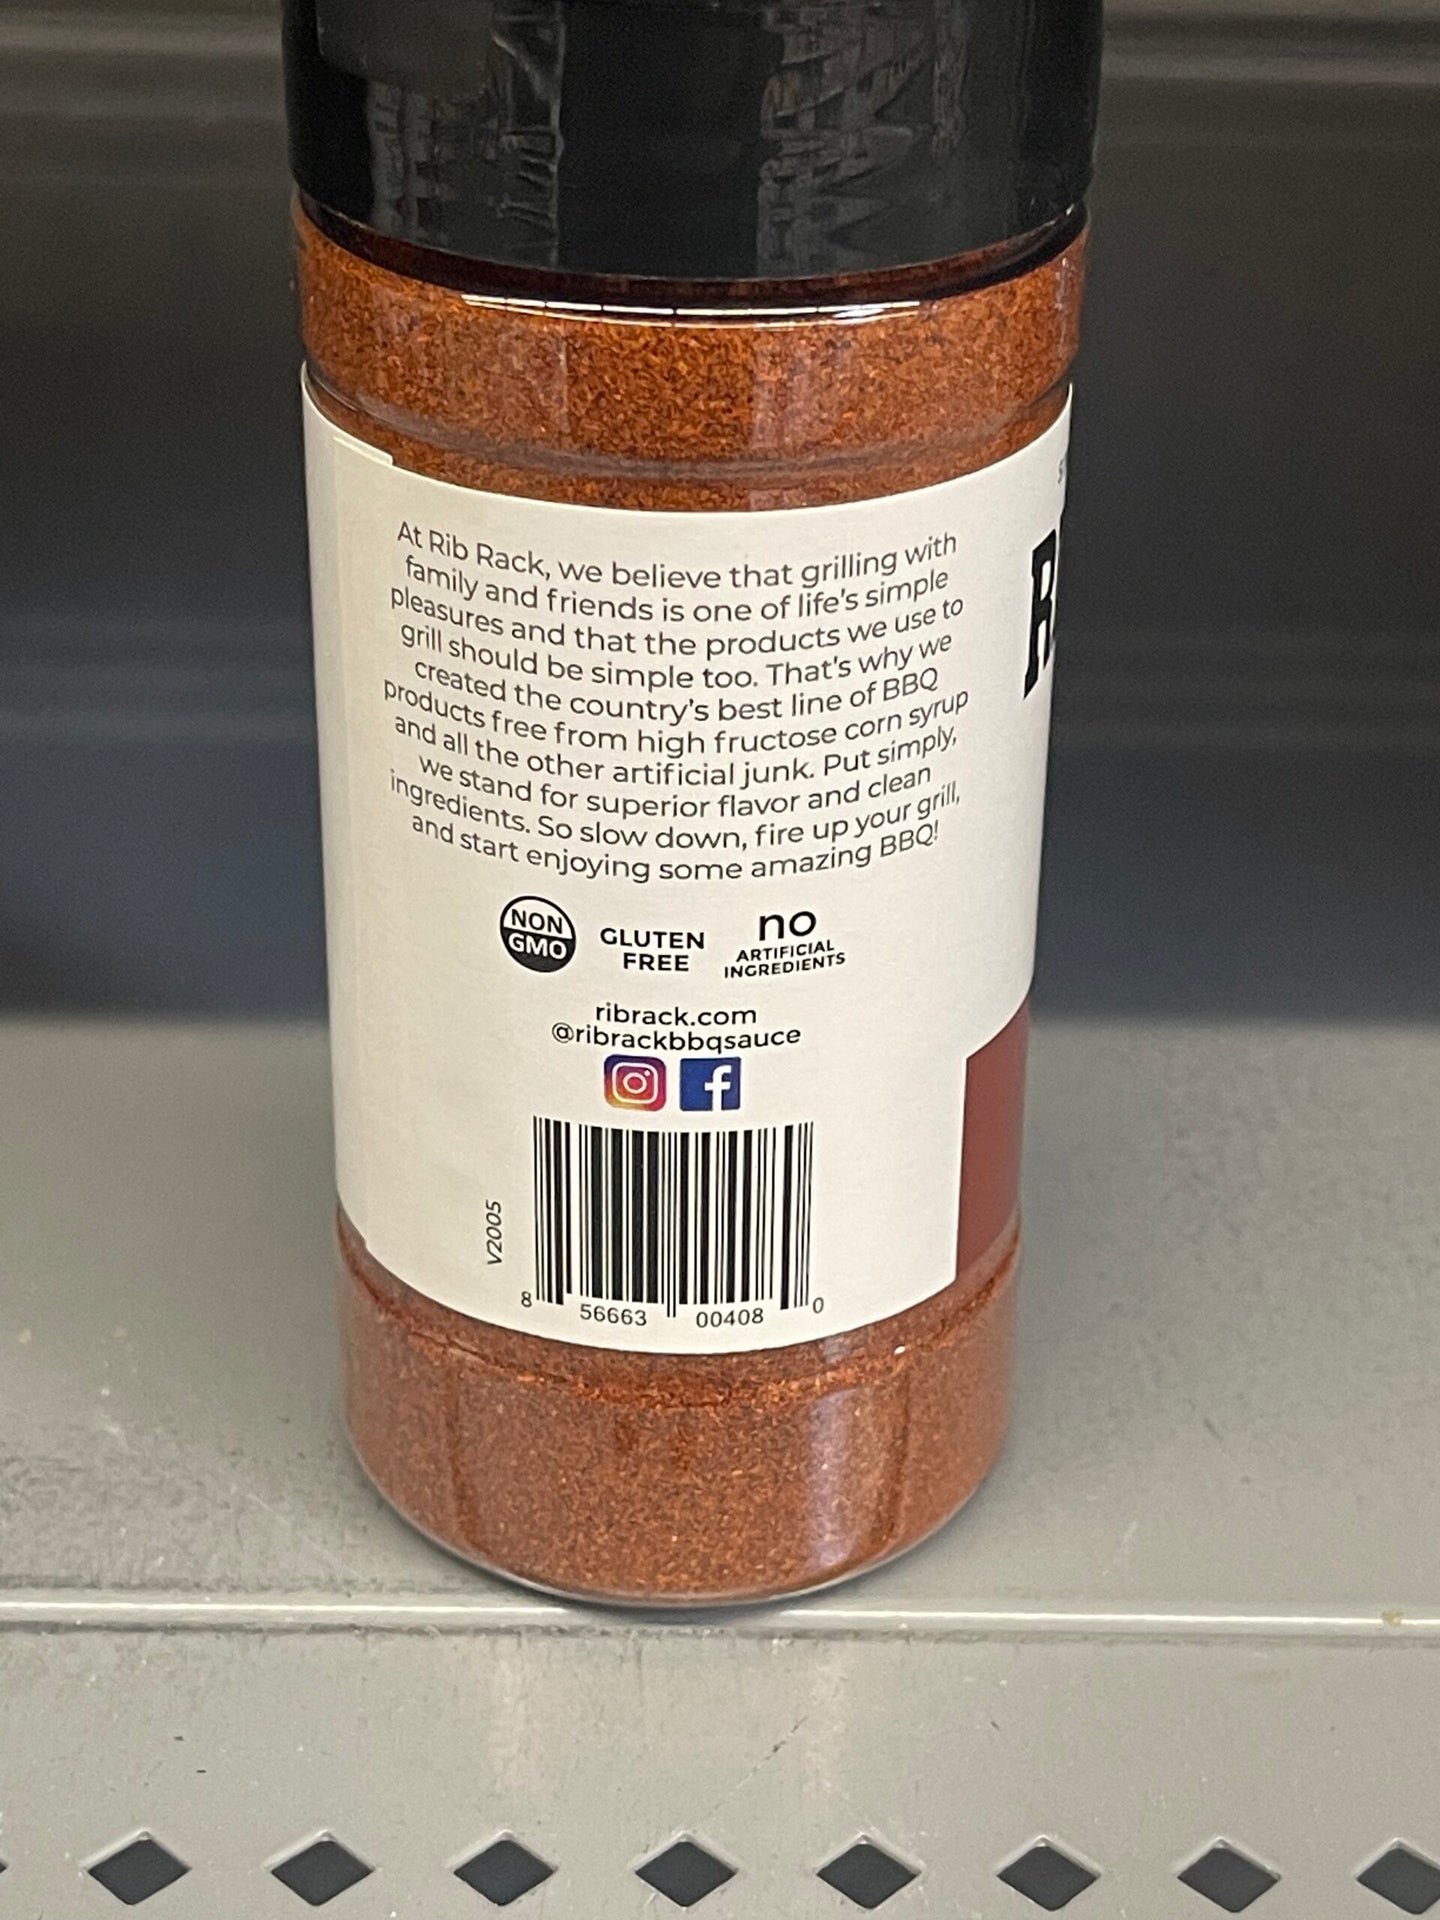 At Rib Rack, we believe that grilling with
family and friends is one of life's simple
pleasures and that the products we use to
grill should be simple too. That's why we
created the country's best line of BBQ
products free from high fructose corn syrup
and all the other artificial junk. Put simply,
we stand for superior flavor and clean
ingredients. So slow down, fire up your grill,
and start enjoying some amazing BBQ!
NON
GMO
GLUTEN
FREE
no
ARTIFICIAL
INGREDIENTS
ribrack.com
@ribrackbbqsauce
V2005
8 56663 00408 0